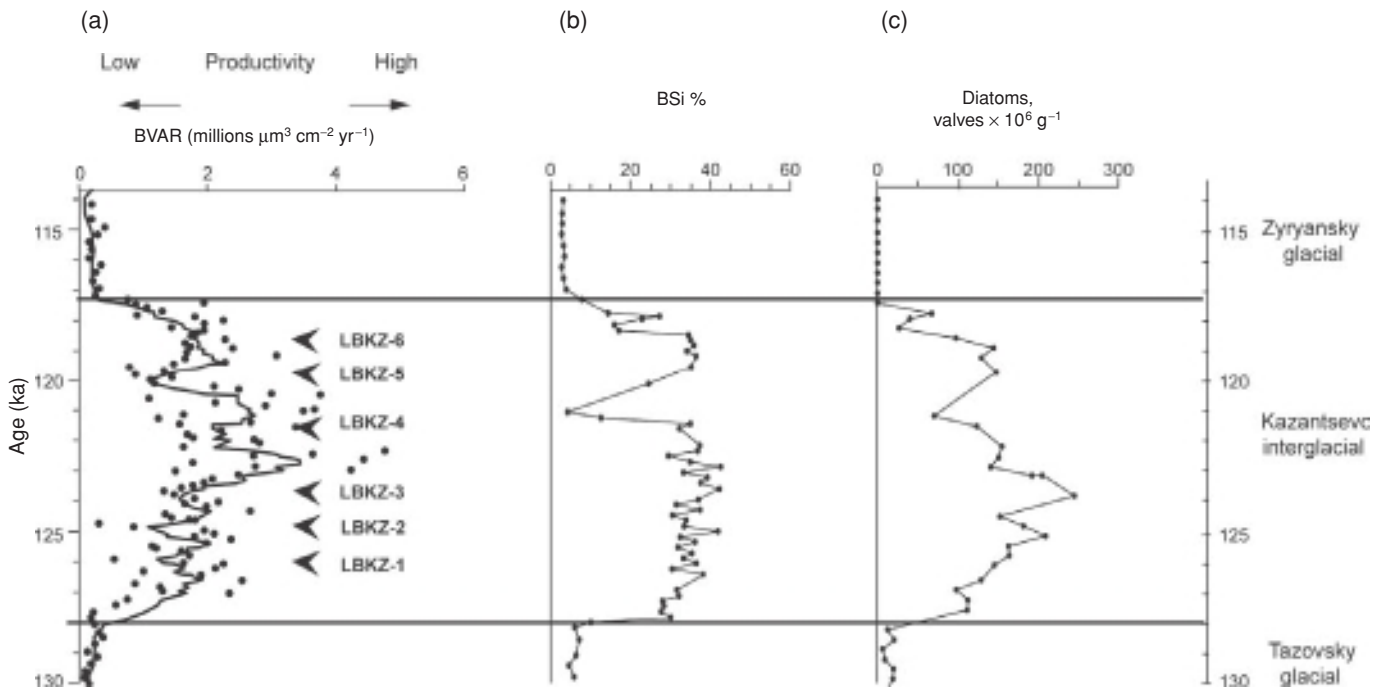 (a)
(b)
(c)
Low Productivity High
BSi %
Diatoms,
valves × 10⁶ g⁻¹
BVAR (millions μm³ cm⁻² yr⁻¹)
0 2 4 6
0 20 40 60
0 100 200 300
Age (ka)
115
120
125
130
LBKZ-6
LBKZ-5
LBKZ-4
LBKZ-3
LBKZ-2
LBKZ-1
115
120
125
130
Zyryansky
glacial
Kazantsevc
interglacial
Tazovsky
glacial